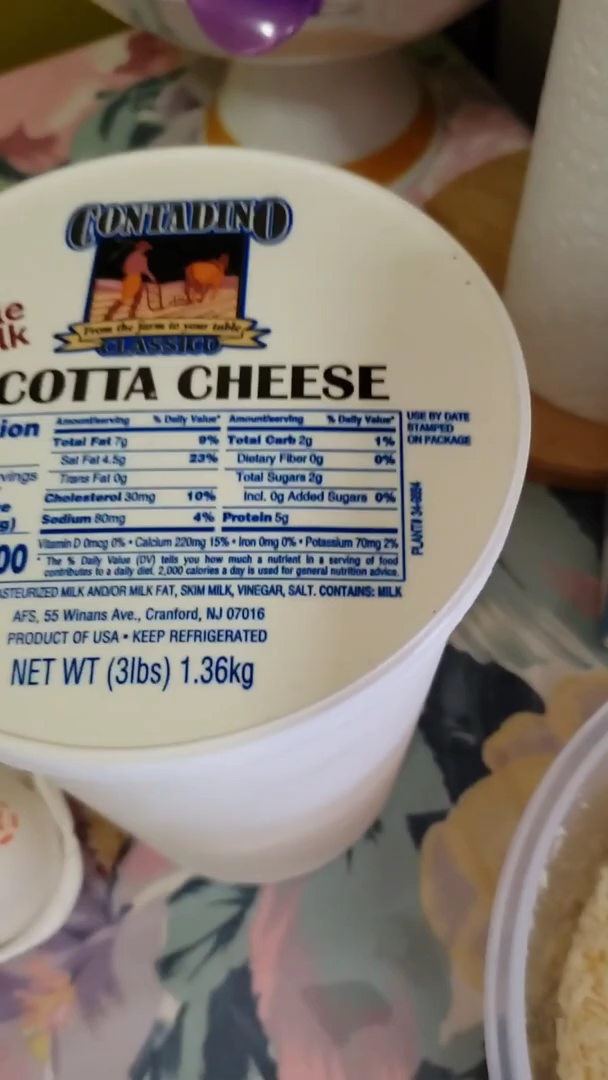 CONTADINO
From the farm to your table
CLASSICO
le
lk
COTTA CHEESE
ion
vings
e
g)
00
Amount/serving % Daily Value* Amount/serving % Daily Value*
Total Fat 7g 9% Total Carb 2g 1%
Sat Fat 4.5g 23% Dietary Fiber 0g 0%
Trans Fat 0g Total Sugars 2g
Cholesterol 30mg 10% Incl. 0g Added Sugars 0%
Sodium 80mg 4% Protein 5g
Vitamin D 0mcg 0% • Calcium 220mg 15% • Iron 0mg 0% • Potassium 70mg 2%
* The % Daily Value (DV) tells you how much a nutrient in a serving of food
contributes to a daily diet. 2,000 calories a day is used for general nutrition advice.
USE BY DATE
STAMPED
ON PACKAGE
PLANT# 34-
ASTEURIZED MILK AND/OR MILK FAT, SKIM MILK, VINEGAR, SALT. CONTAINS: MILK
AFS, 55 Winans Ave., Cranford, NJ 07016
PRODUCT OF USA • KEEP REFRIGERATED
NET WT (3lbs) 1.36kg